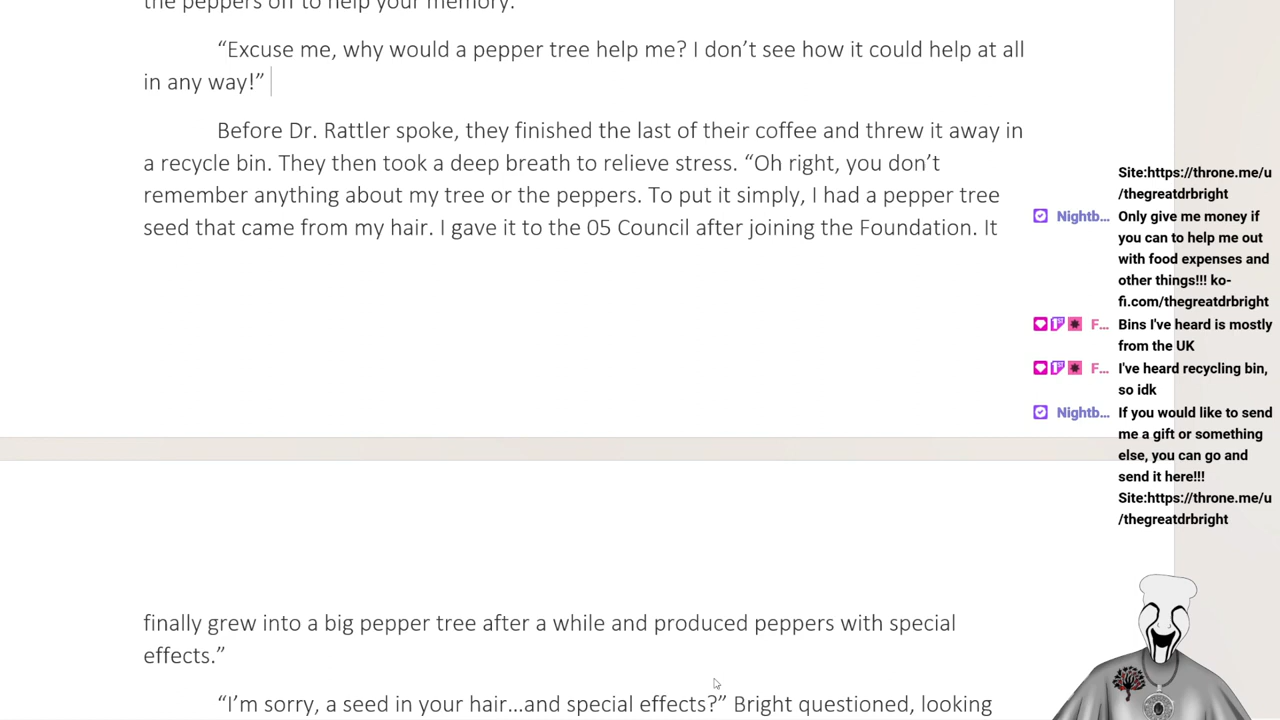 the peppers off to help your memory.
“Excuse me, why would a pepper tree help me? I don’t see how it could help at all
in any way!”
Before Dr. Rattler spoke, they finished the last of their coffee and threw it away in
a recycle bin. They then took a deep breath to relieve stress. “Oh right, you don’t
remember anything about my tree or the peppers. To put it simply, I had a pepper tree
seed that came from my hair. I gave it to the 05 Council after joining the Foundation. It
finally grew into a big pepper tree after a while and produced peppers with special
effects.”
“I’m sorry, a seed in your hair…and special effects?” Bright questioned, looking
Site:https://throne.me/u
/thegreatdrbright
Nightb... Only give me money if
you can to help me out
with food expenses and
other things!!! ko-
fi.com/thegreatdrbright
F... Bins I've heard is mostly
from the UK
F... I've heard recycling bin,
so idk
Nightb... If you would like to send
me a gift or something
else, you can go and
send it here!!!
Site:https://throne.me/u
/thegreatdrbright